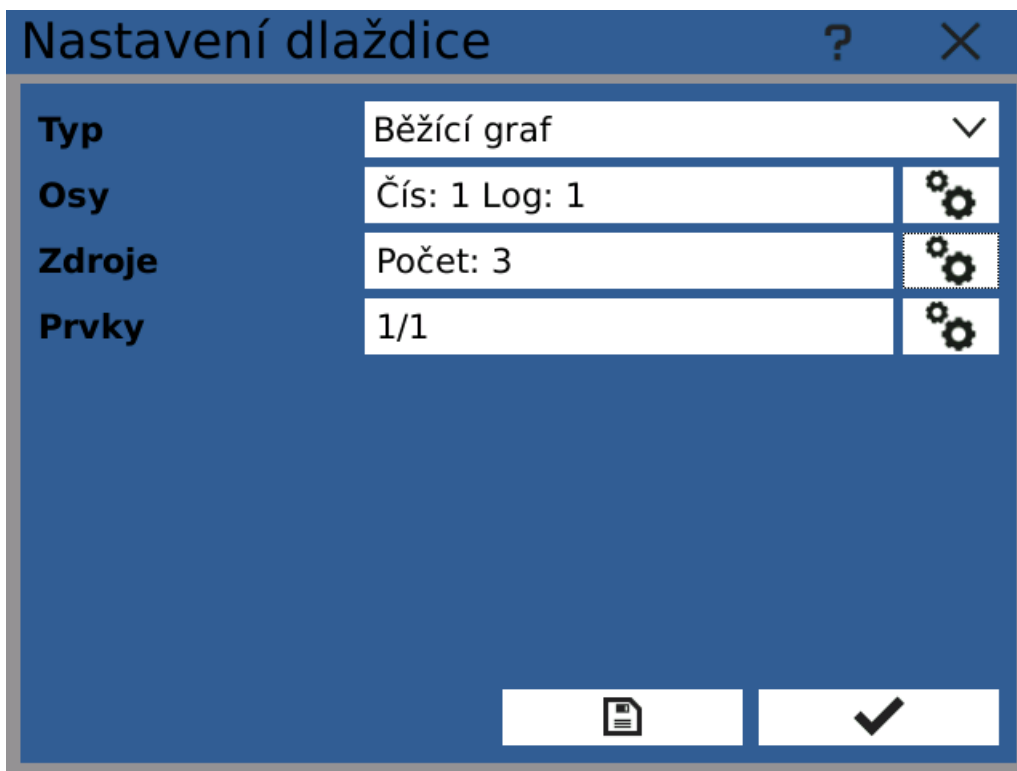 Nastavení dlaždice ?
Typ Běžící graf
Osy Čís: 1 Log: 1
Zdroje Počet: 3
Prvky 1/1